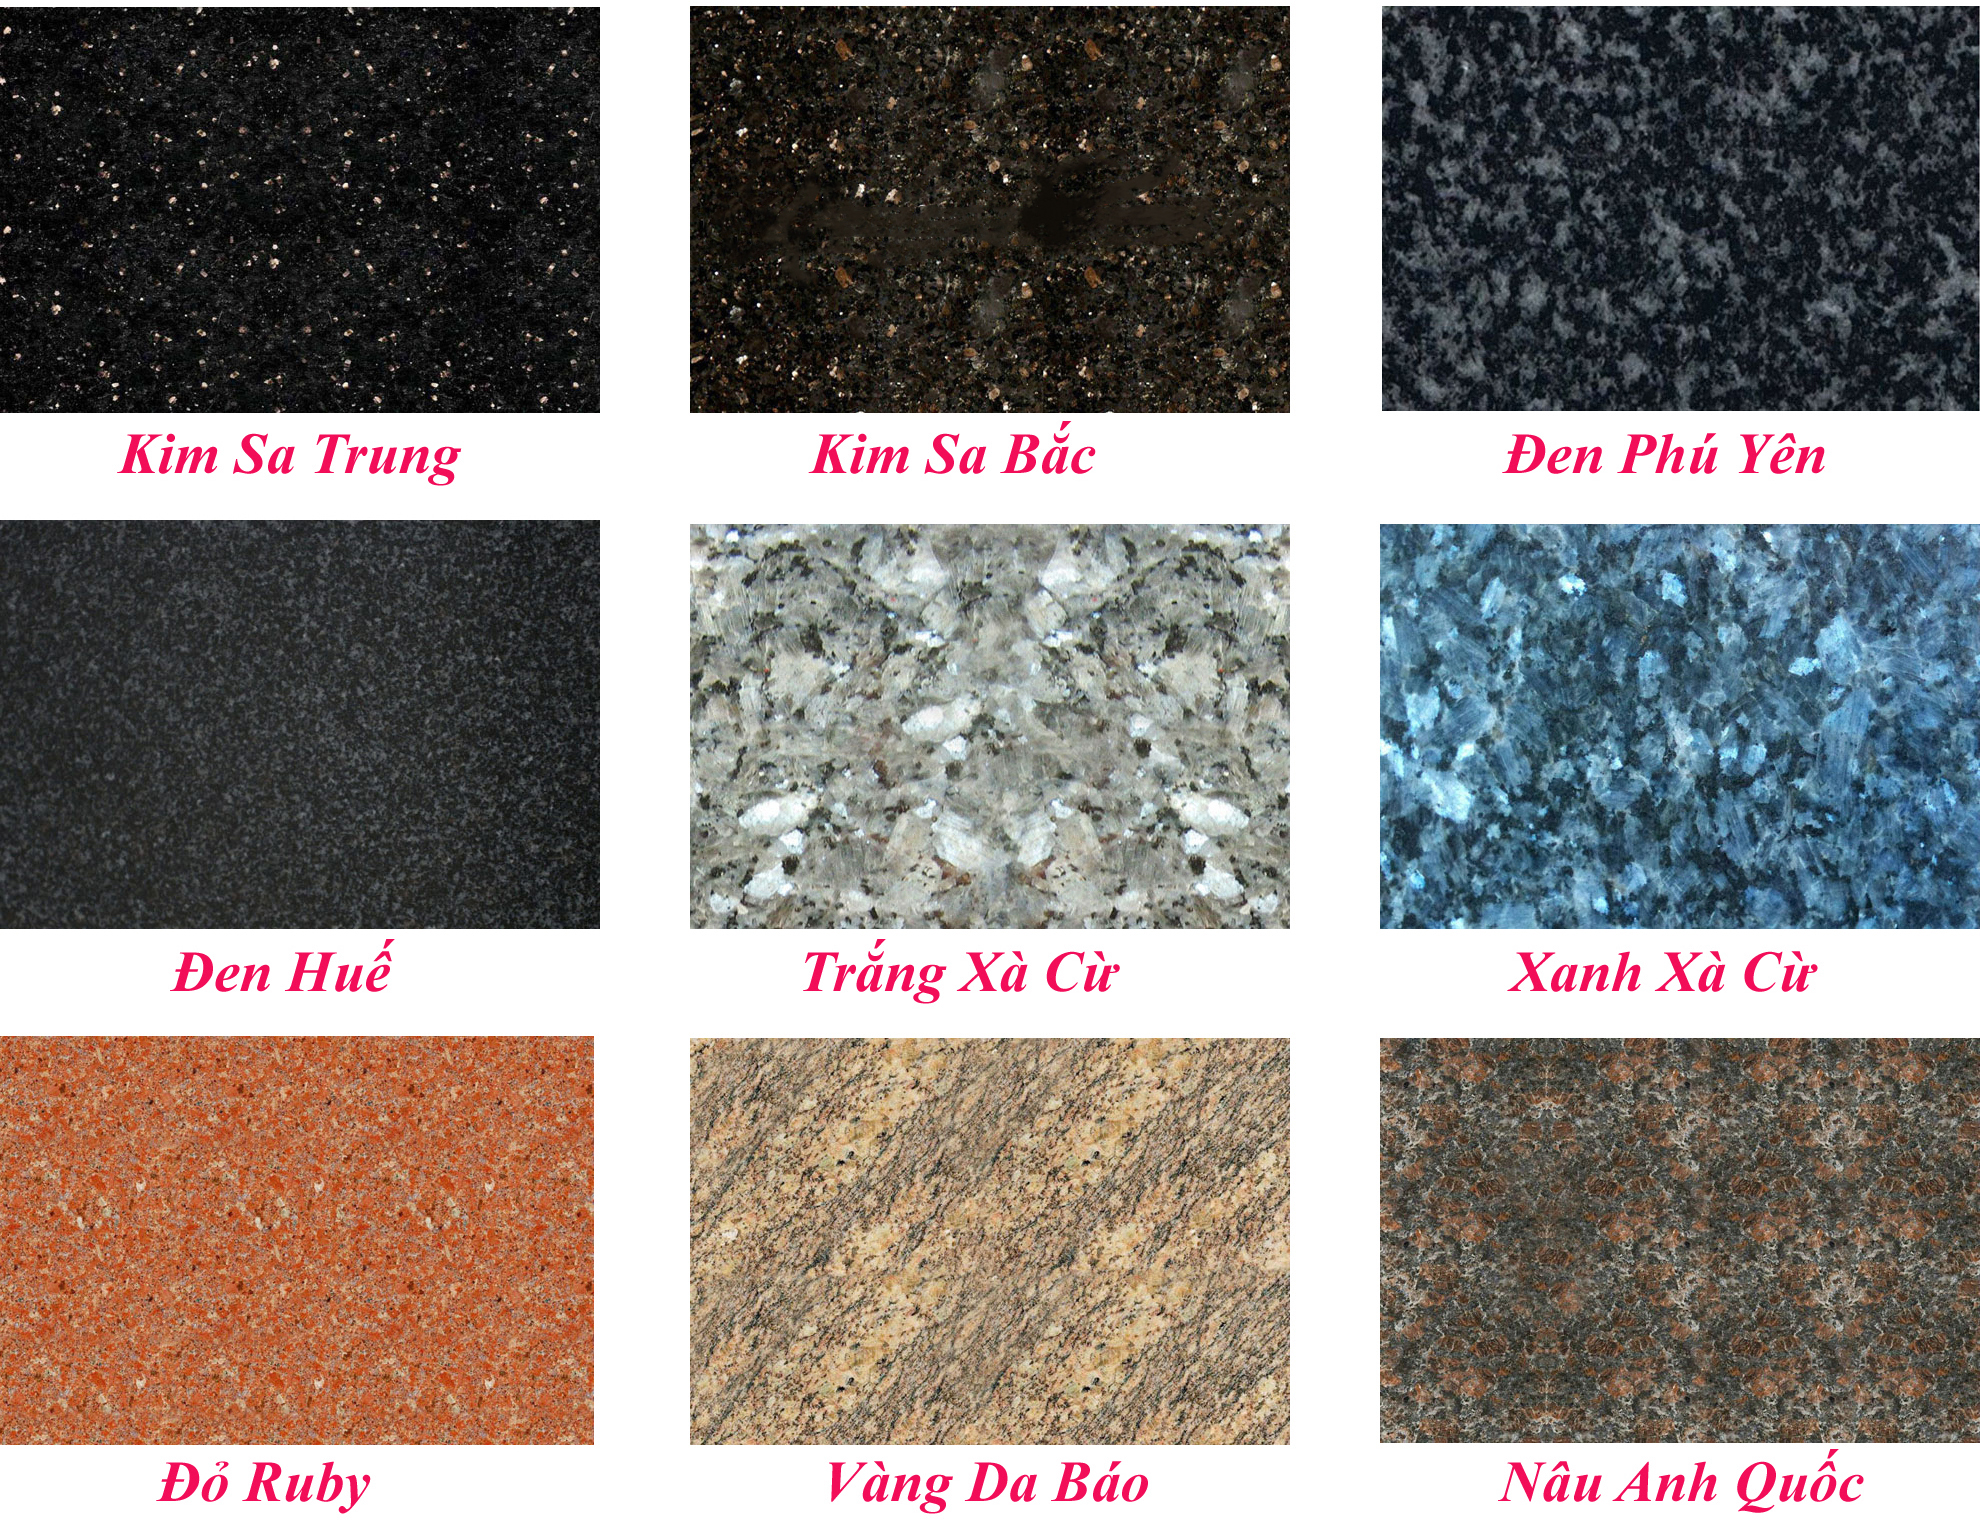 Kim Sa Trung
Kim Sa Bắc
Đen Phú Yên
Đen Huế
Trắng Xà Cừ
Xanh Xà Cừ
Đỏ Ruby
Vàng Da Báo
Nâu Anh Quốc